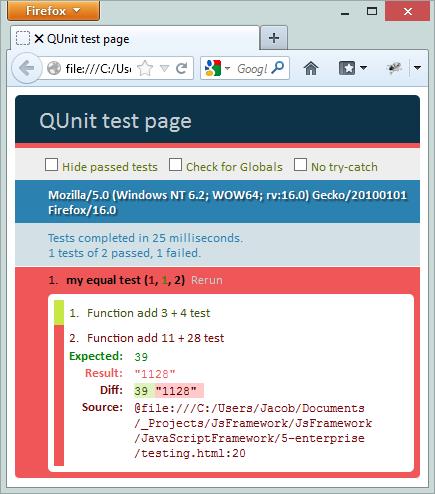 Firefox
QUnit test page
file:///C:/Use
Googl
QUnit test page
Hide passed tests Check for Globals No try-catch
Mozilla/5.0 (Windows NT 6.2; WOW64; rv:16.0) Gecko/20100101
Firefox/16.0
Tests completed in 25 milliseconds.
1 tests of 2 passed, 1 failed.
1. my equal test (1, 1, 2) Rerun
1. Function add 3 + 4 test
2. Function add 11 + 28 test
Expected: 39
Result: "1128"
Diff: 39 "1128"
Source: @file:///C:/Users/Jacob/Documents
/_Projects/JsFramework/JsFramework
/JavaScriptFramework/5-enterprise
/testing.html:20